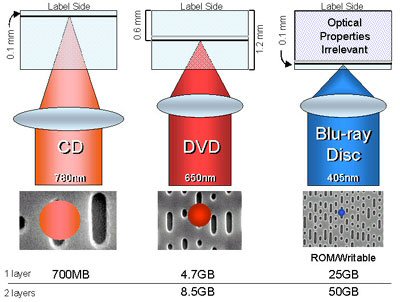 Label Side
Label Side
Label Side
0.1 mm
0.6 mm
1.2 mm
0.1 mm
Optical
Properties
Irrelevant
CD
780nm
DVD
650nm
Blu-ray
Disc
405nm
ROM/Writable
1 layer 700MB 4.7GB 25GB
2 layers 8.5GB 50GB